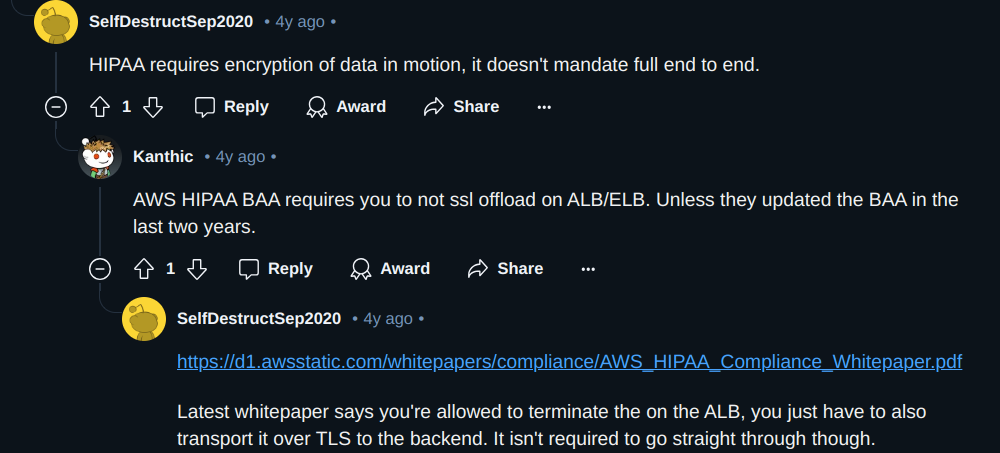 SelfDestructSep2020 • 4y ago •
HIPAA requires encryption of data in motion, it doesn't mandate full end to end.
1 Reply Award Share ...
Kanthic • 4y ago •
AWS HIPAA BAA requires you to not ssl offload on ALB/ELB. Unless they updated the BAA in the
last two years.
1 Reply Award Share ...
SelfDestructSep2020 • 4y ago •
https://d1.awsstatic.com/whitepapers/compliance/AWS_HIPAA_Compliance_Whitepaper.pdf
Latest whitepaper says you're allowed to terminate the on the ALB, you just have to also
transport it over TLS to the backend. It isn't required to go straight through though.